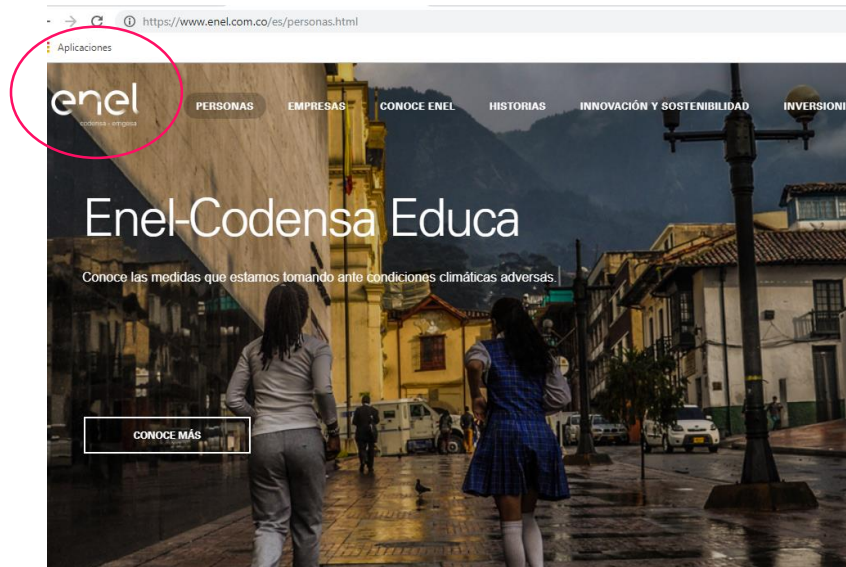 https://www.enel.com.co/es/personas.html
Aplicaciones
enel
codensa · emgesa
PERSONAS EMPRESAS CONOCE ENEL HISTORIAS INNOVACIÓN Y SOSTENIBILIDAD INVERSIONI
Enel-Codensa Educa
Conoce las medidas que estamos tomando ante condiciones climáticas adversas.
CONOCE MÁS